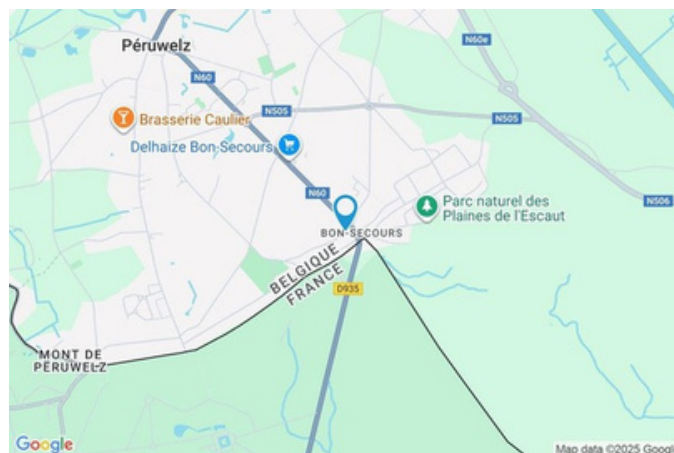 Péruwelz
N60e
N60
N505
Brasserie Caulier
N505
Delhaize Bon-Secours
N60
N506
Parc naturel des
Plaines de l'Escaut
BON-SECOURS
BELGIQUE
FRANCE
D935
MONT DE
PÉRUWELZ
Google
Map data ©2025 Google